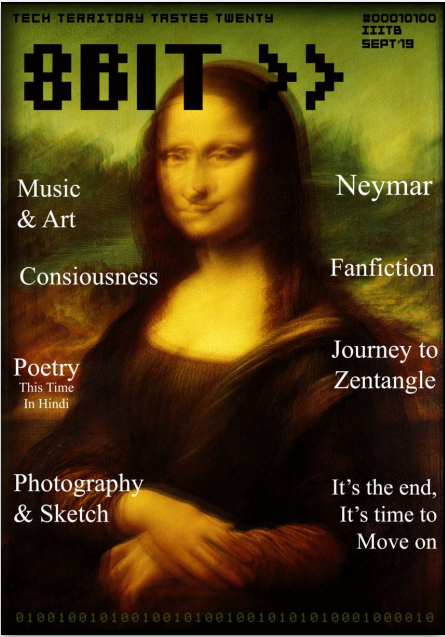 TECH TERRITORY TASTES TWENTY
#00010100
IIITB
SEPT'19
8BIT >>
Music
& Art
Neymar
Consiousness
Fanfiction
Poetry
This Time
In Hindi
Journey to
Zentangle
Photography
& Sketch
It's the end,
It's time to
Move on
0100100101001001010010010101010001000010